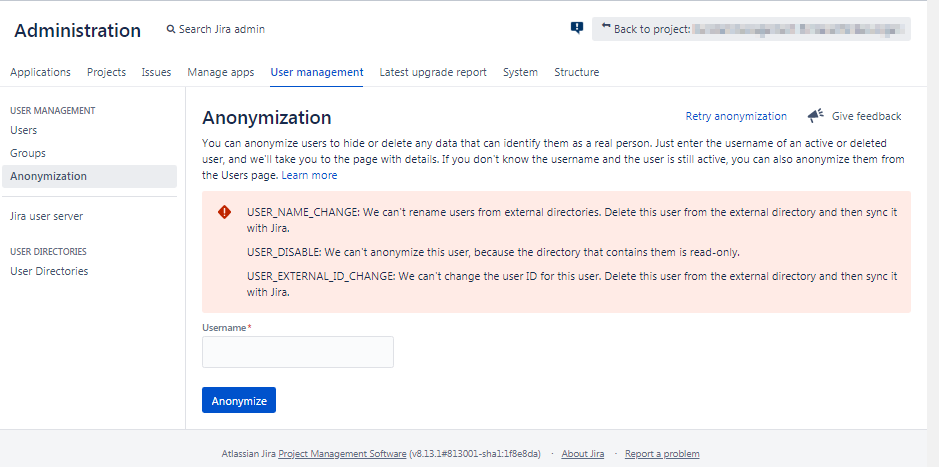 Administration
Search Jira admin
Back to project:
Applications Projects Issues Manage apps User management Latest upgrade report System Structure
USER MANAGEMENT
Users
Groups
Anonymization
Jira user server
USER DIRECTORIES
User Directories
Anonymization
Retry anonymization
Give feedback
You can anonymize users to hide or delete any data that can identify them as a real person. Just enter the username of an active or deleted
user, and we'll take you to the page with details. If you don't know the username and the user is still active, you can also anonymize them from
the Users page. Learn more
USER_NAME_CHANGE: We can't rename users from external directories. Delete this user from the external directory and then sync it
with Jira.
USER_DISABLE: We can't anonymize this user, because the directory that contains them is read-only.
USER_EXTERNAL_ID_CHANGE: We can't change the user ID for this user. Delete this user from the external directory and then sync it
with Jira.
Username*
Anonymize
Atlassian Jira Project Management Software (v8.13.1#813001-sha1:1f8e8da) · About Jira · Report a problem